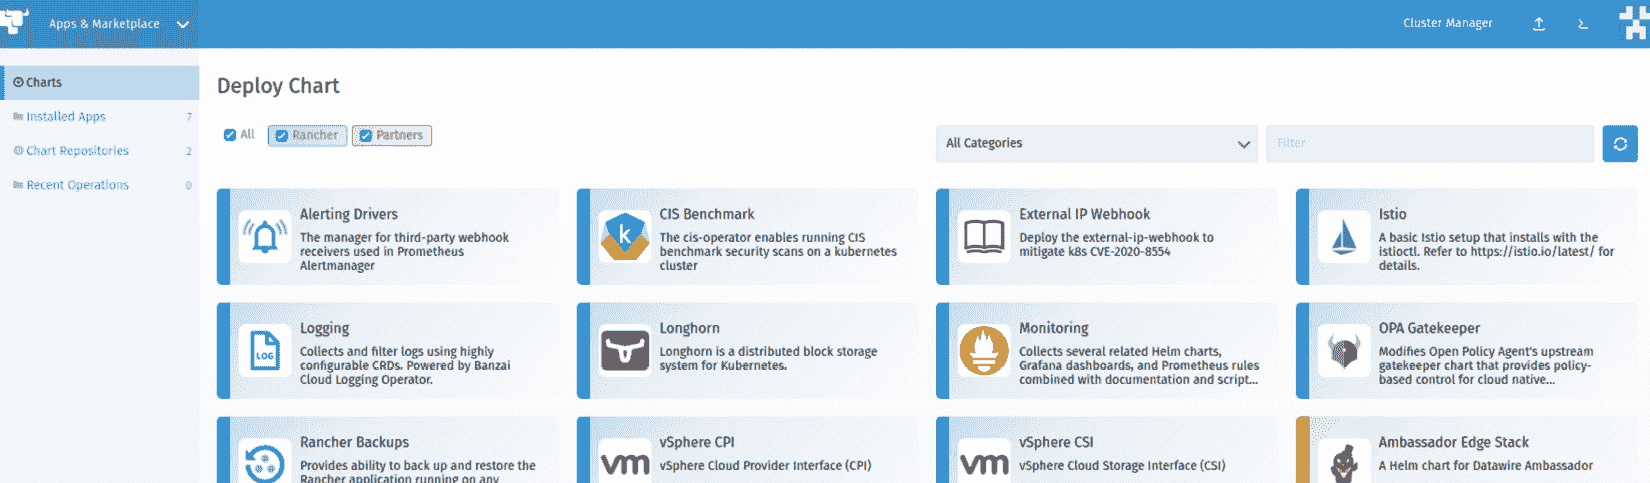 Apps & Marketplace
Cluster Manager
Charts
Installed Apps 7
Chart Repositories 2
Recent Operations 0
Deploy Chart
All Rancher Partners
All Categories
Filter
Alerting Drivers
The manager for third-party webhook
receivers used in Prometheus
Alertmanager
CIS Benchmark
The cis-operator enables running CIS
benchmark security scans on a kubernetes
cluster
External IP Webhook
Deploy the external-ip-webhook to
mitigate k8s CVE-2020-8554
Istio
A basic Istio setup that installs with the
istioctl. Refer to https://istio.io/latest/ for
details.
LOG
Logging
Collects and filter logs using highly
configurable CRDs. Powered by Banzai
Cloud Logging Operator.
Longhorn
Longhorn is a distributed block storage
system for Kubernetes.
Monitoring
Collects several related Helm charts,
Grafana dashboards, and Prometheus rules
combined with documentation and script...
OPA Gatekeeper
Modifies Open Policy Agent's upstream
gatekeeper chart that provides policy-
based control for cloud native...
Rancher Backups
Provides ability to back up and restore the
Rancher application running on any
vm
vSphere CPI
vSphere Cloud Provider Interface (CPI)
vm
vSphere CSI
vSphere Cloud Storage Interface (CSI)
Ambassador Edge Stack
A Helm chart for Datawire Ambassador